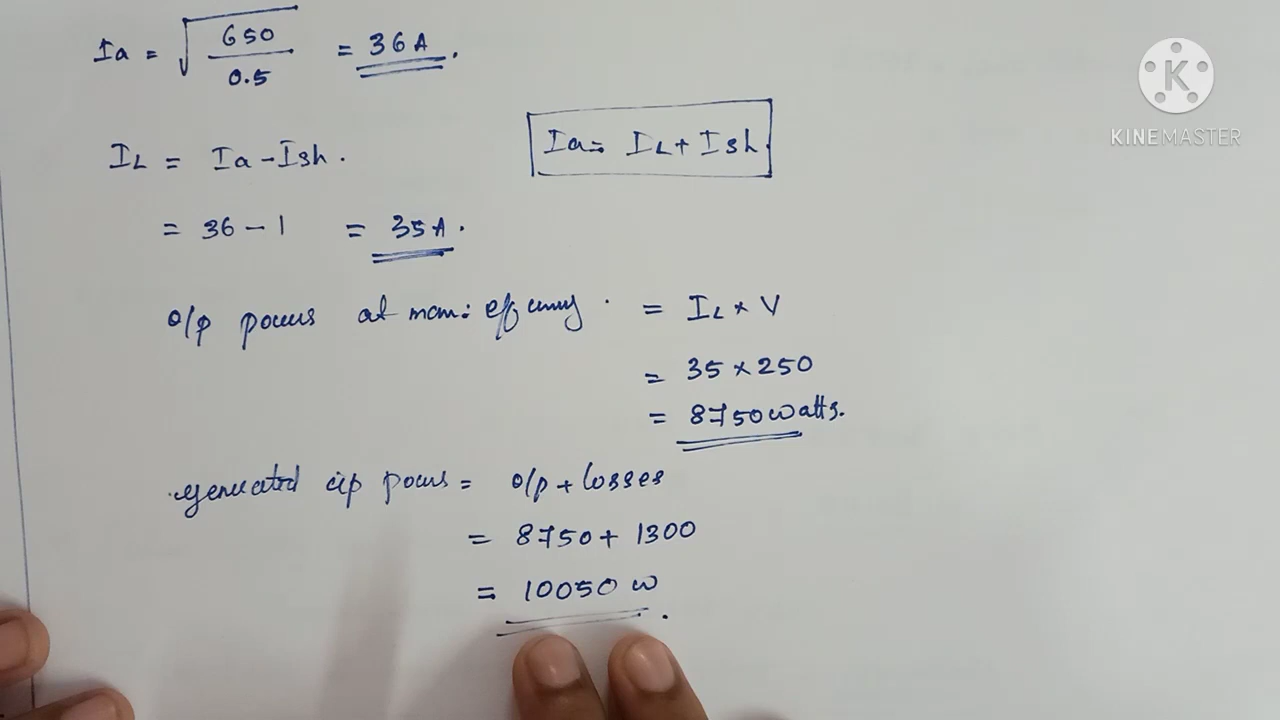 Ia = √650/0.5 = 36A.
IL = Ia - Ish.
Ia = IL + Ish.
= 36 - 1 = 35A.
o/p power at max: = IL × V
= 35 × 250
= 8750 watts.
generated i/p power = o/p + losses
= 8750 + 1300
= 10050 W
K
KINEMASTER